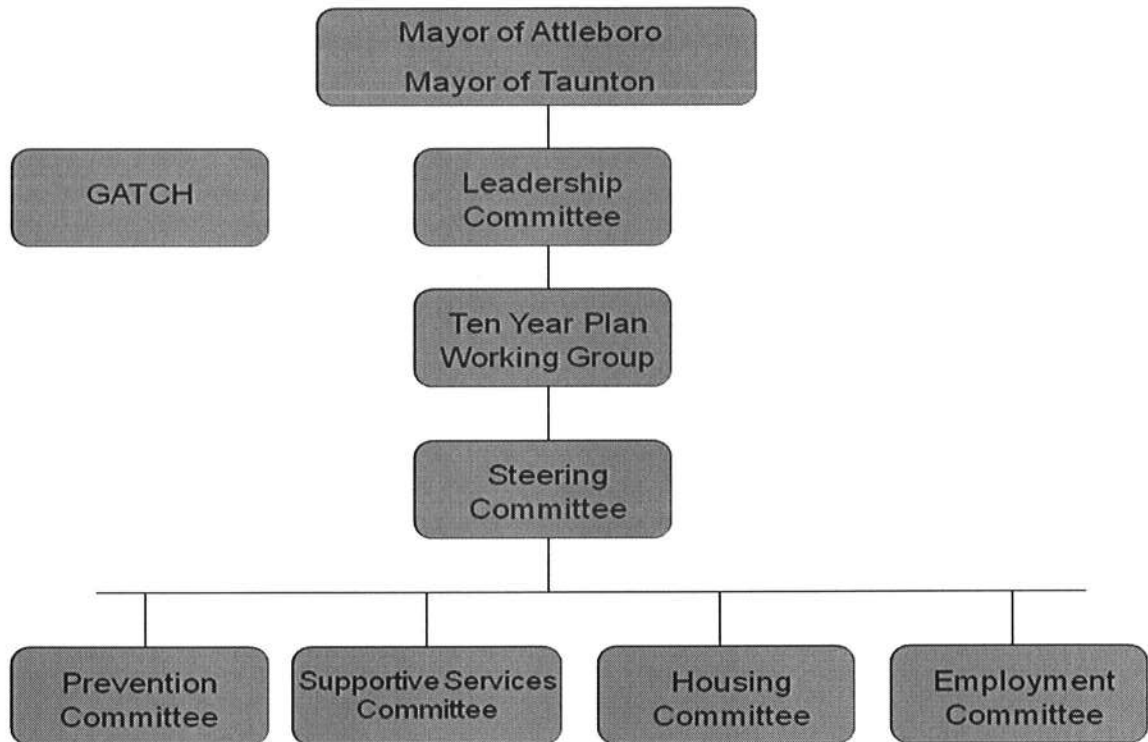 Mayor of Attleboro
Mayor of Taunton
GATCH
Leadership
Committee
Ten Year Plan
Working Group
Steering
Committee
Prevention
Committee
Supportive Services
Committee
Housing
Committee
Employment
Committee